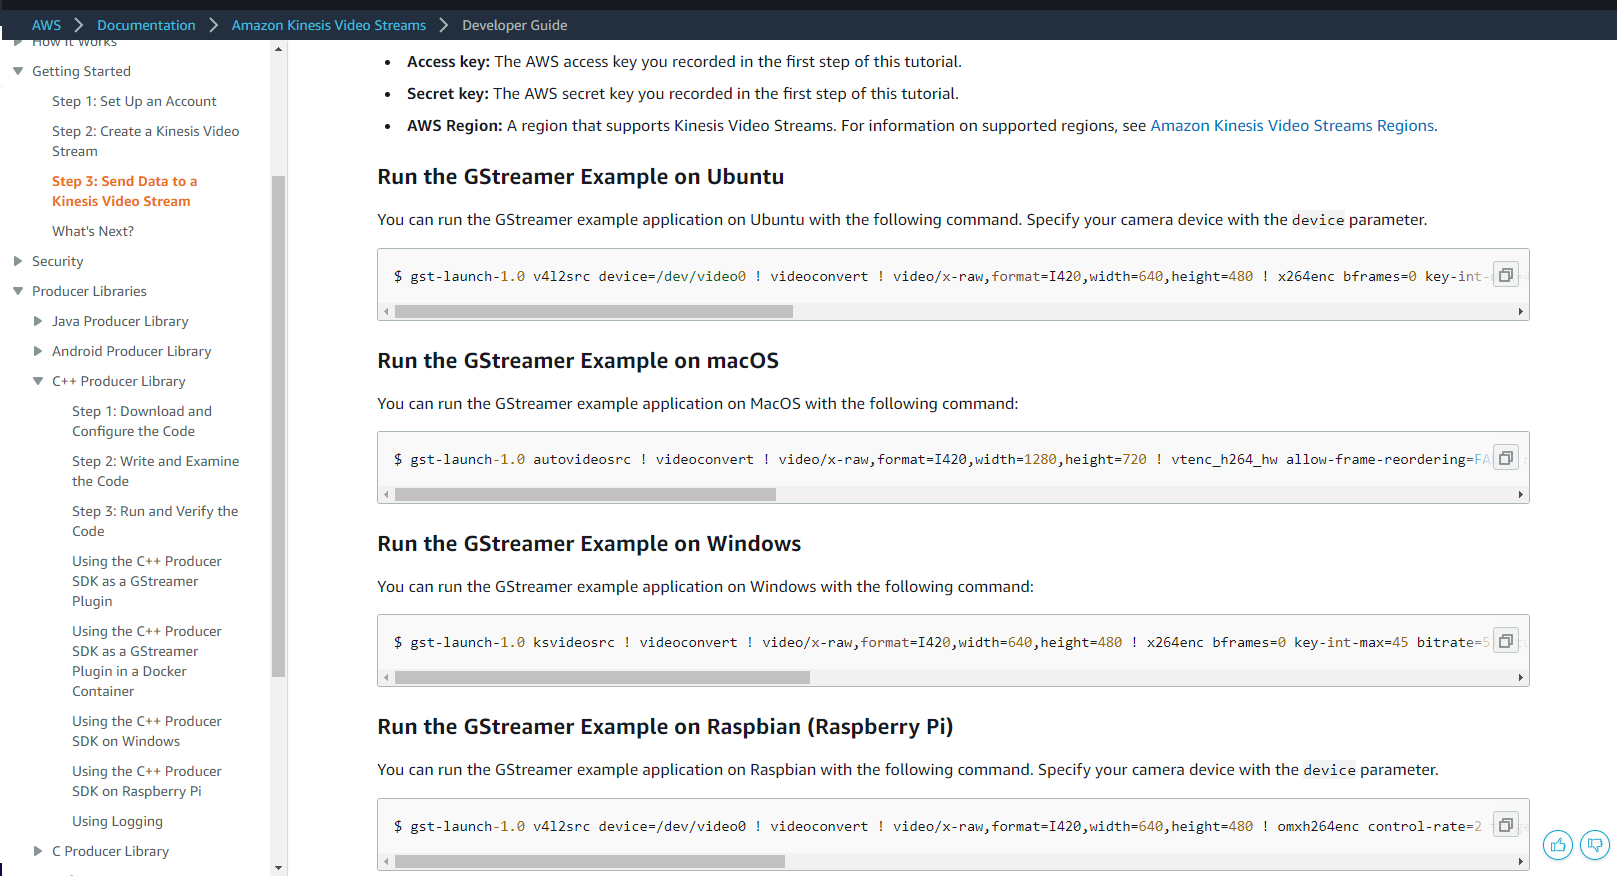 AWS > Documentation > Amazon Kinesis Video Streams > Developer Guide
How It Works
Getting Started
Step 1: Set Up an Account
Step 2: Create a Kinesis Video
Stream
Step 3: Send Data to a
Kinesis Video Stream
What's Next?
Security
Producer Libraries
Java Producer Library
Android Producer Library
C++ Producer Library
Step 1: Download and
Configure the Code
Step 2: Write and Examine
the Code
Step 3: Run and Verify the
Code
Using the C++ Producer
SDK as a GStreamer
Plugin
Using the C++ Producer
SDK as a GStreamer
Plugin in a Docker
Container
Using the C++ Producer
SDK on Windows
Using the C++ Producer
SDK on Raspberry Pi
Using Logging
C Producer Library
• Access key: The AWS access key you recorded in the first step of this tutorial.
• Secret key: The AWS secret key you recorded in the first step of this tutorial.
• AWS Region: A region that supports Kinesis Video Streams. For information on supported regions, see Amazon Kinesis Video Streams Regions.
Run the GStreamer Example on Ubuntu
You can run the GStreamer example application on Ubuntu with the following command. Specify your camera device with the device parameter.
$ gst-launch-1.0 v4l2src device=/dev/video0 ! videoconvert ! video/x-raw,format=I420,width=640,height=480 ! x264enc bframes=0 key-int-
Run the GStreamer Example on macOS
You can run the GStreamer example application on MacOS with the following command:
$ gst-launch-1.0 autovideosrc ! videoconvert ! video/x-raw,format=I420,width=1280,height=720 ! vtenc_h264_hw allow-frame-reordering=FA
Run the GStreamer Example on Windows
You can run the GStreamer example application on Windows with the following command:
$ gst-launch-1.0 ksvideosrc ! videoconvert ! video/x-raw,format=I420,width=640,height=480 ! x264enc bframes=0 key-int-max=45 bitrate=5
Run the GStreamer Example on Raspbian (Raspberry Pi)
You can run the GStreamer example application on Raspbian with the following command. Specify your camera device with the device parameter.
$ gst-launch-1.0 v4l2src device=/dev/video0 ! videoconvert ! video/x-raw,format=I420,width=640,height=480 ! omxh264enc control-rate=2